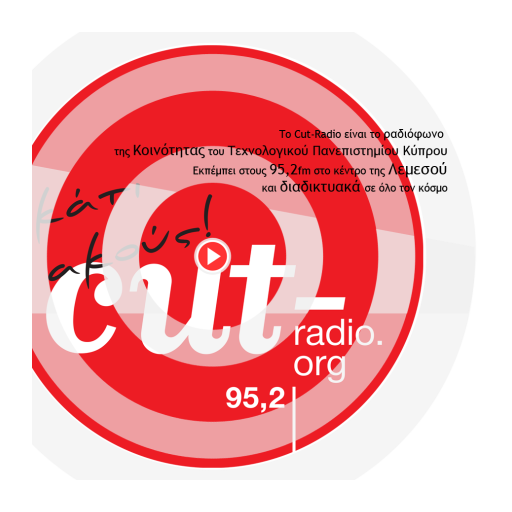 Το Cut-Radio είναι το ραδιόφωνο
της Κοινότητας του Τεχνολογικού Πανεπιστημίου Κύπρου
Εκπέμπει στους 95,2fm στο κέντρο της Λεμεσού
και διαδικτυακά σε όλο τον κόσμο
κάτι
ακούς!
cut-
radio.
org
95,2